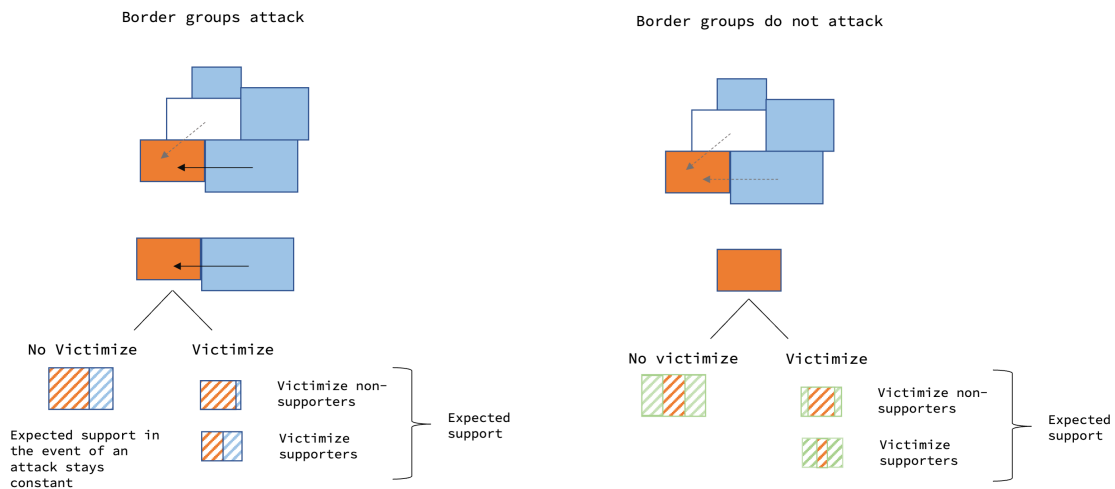 Border groups attack
Border groups do not attack
No Victimize
Victimize
Victimize non-
supporters
Victimize
supporters
Expected
support
Expected support in
the event of an
attack stays
constant
No victimize
Victimize
Victimize non-
supporters
Victimize
supporters
Expected
support